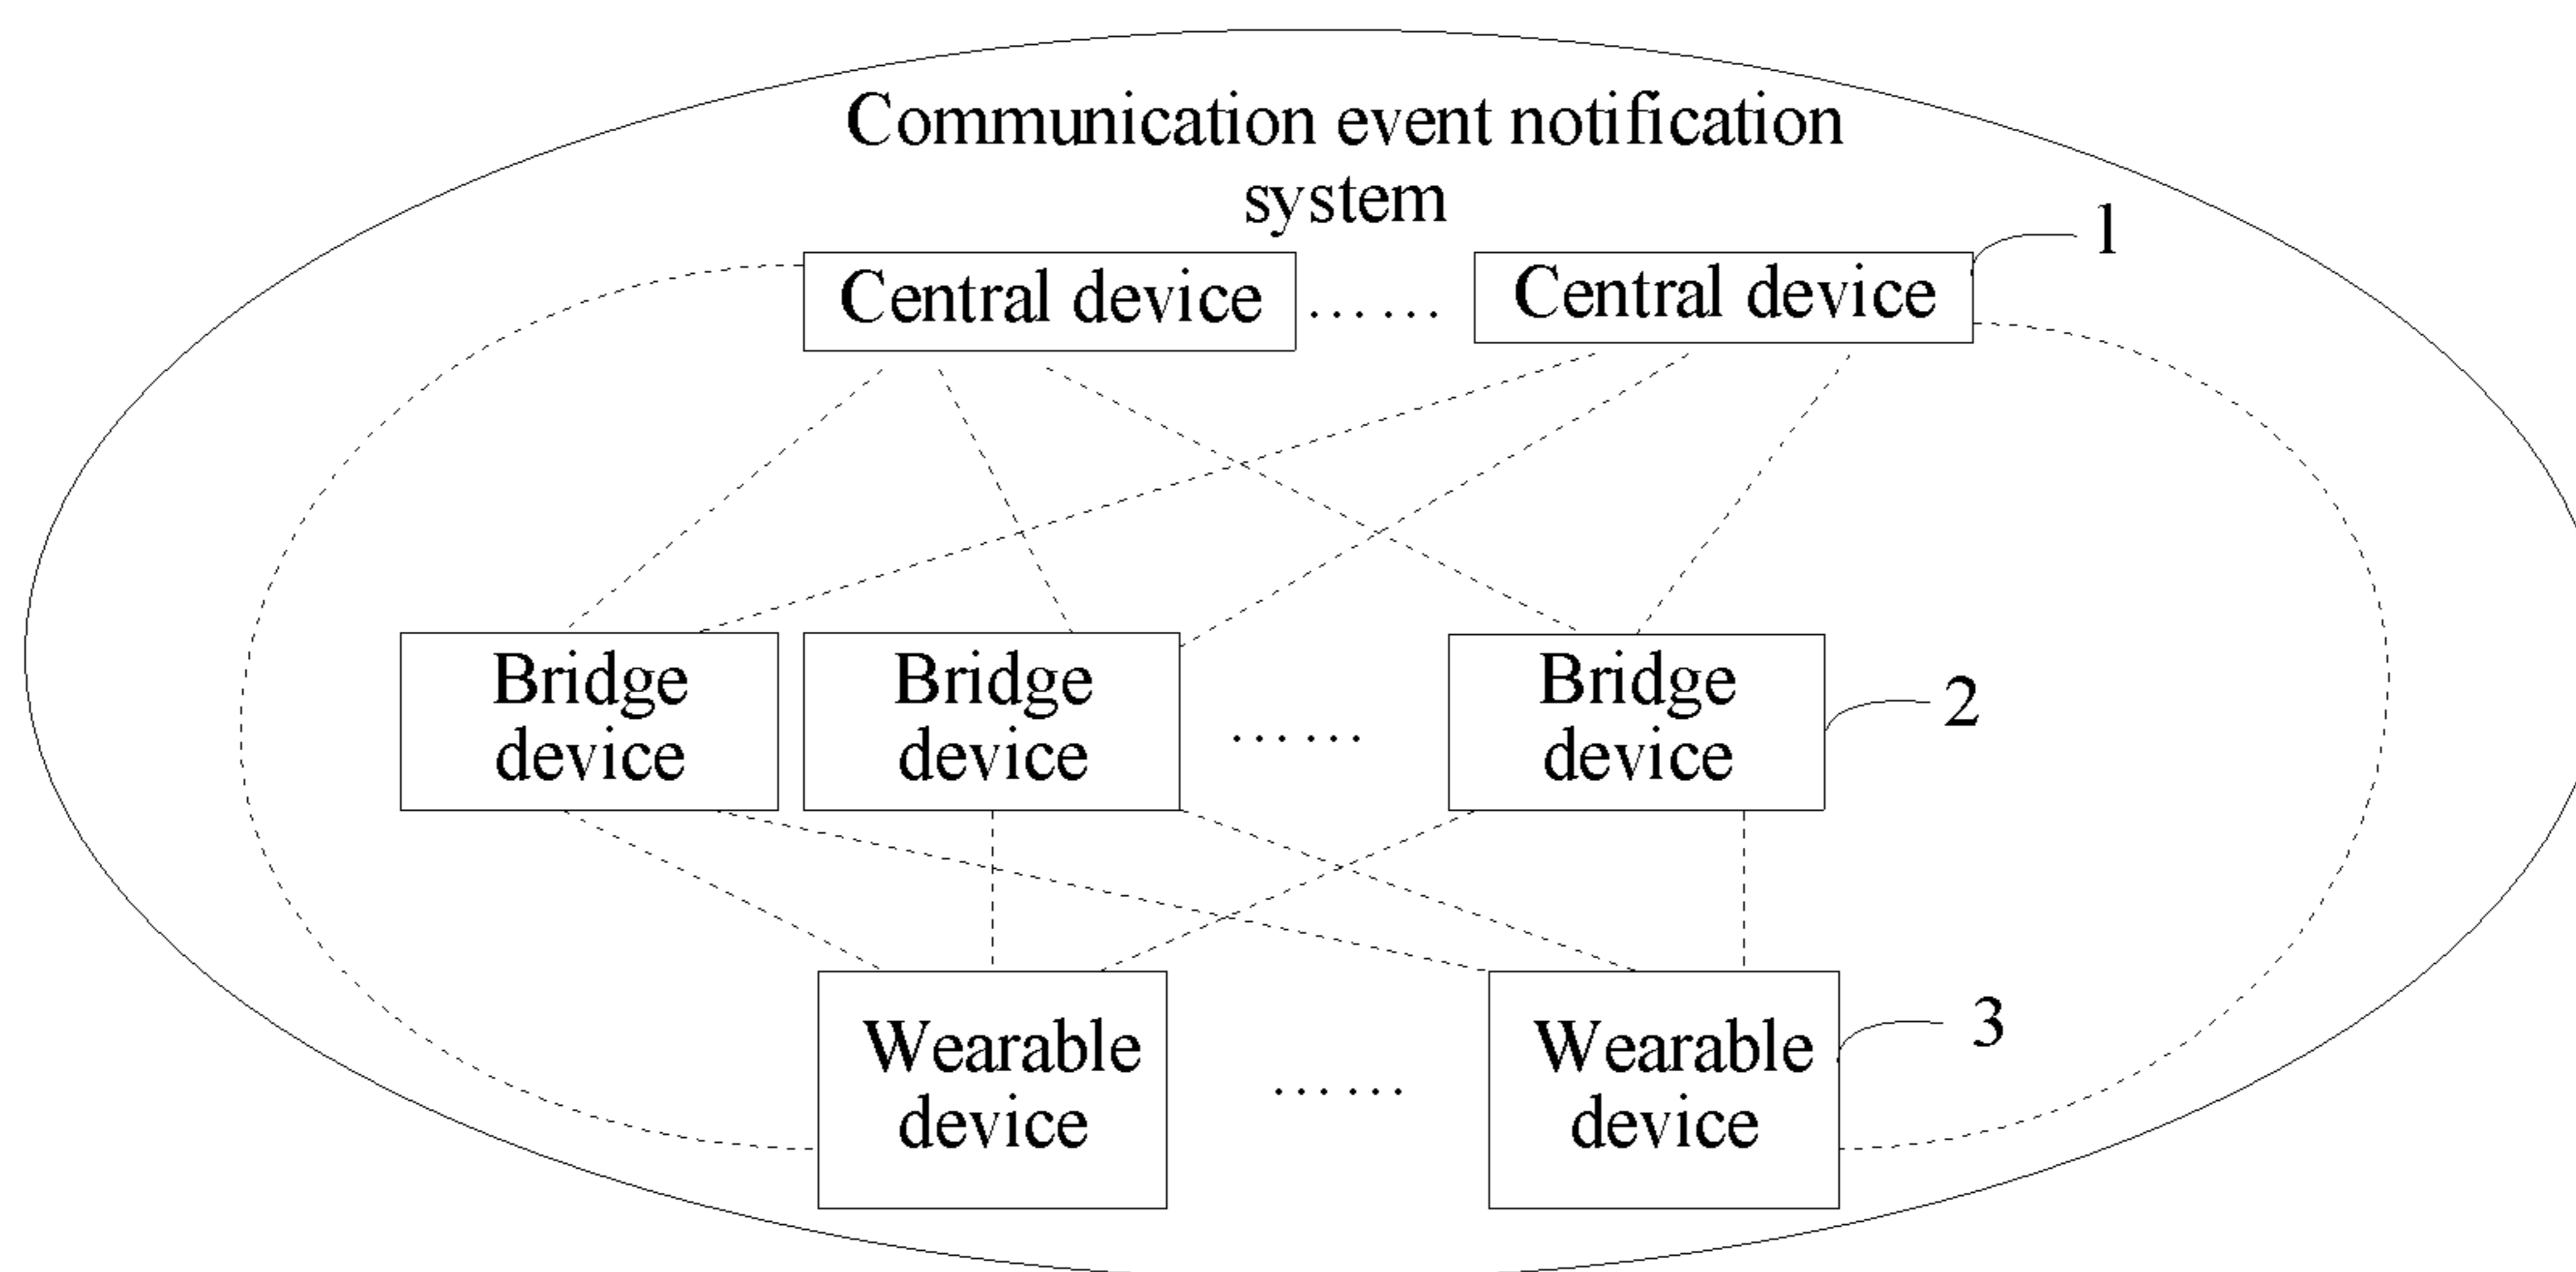 Communication event notification
system
1
Central device ...... Central device
Bridge
device
Bridge
device
......
Bridge
device
2
Wearable
device
......
Wearable
device
3